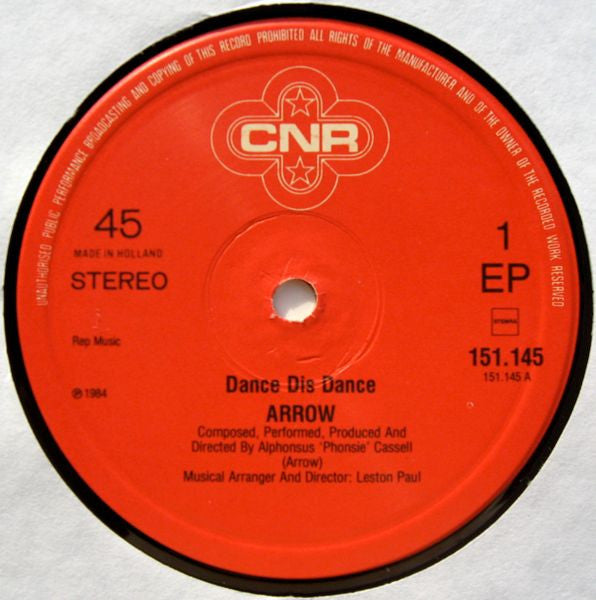 UNAUTHORISED PUBLIC PERFORMANCE BROADCASTING AND COPYING OF THIS RECORD PROHIBITED ALL RIGHTS OF THE MANUFACTURER AND OF THE OWNER OF THE RECORDED WORK RESERVED
CNR
45
MADE IN HOLLAND
STEREO
1
EP
STEMRA
Rep Music
151.145
151.145 A
℗ 1984
Dance Dis Dance
ARROW
Composed, Performed, Produced And
Directed By Alphonsus 'Phonsie' Cassell
(Arrow)
Musical Arranger And Director: Leston Paul